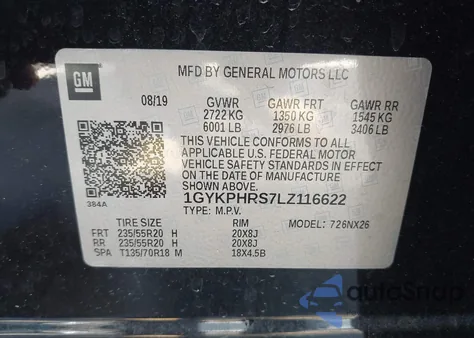 GM
MFD BY GENERAL MOTORS LLC
08/19 GVWR GAWR FRT GAWR RR
2722 KG 1350 KG 1545 KG
6001 LB 2976 LB 3406 LB
THIS VEHICLE CONFORMS TO ALL
APPLICABLE U.S. FEDERAL MOTOR
VEHICLE SAFETY STANDARDS IN EFFECT
ON THE DATE OF MANUFACTURE
SHOWN ABOVE.
384A 1GYKPHRS7LZ116622
TYPE: M.P.V.
TIRE SIZE RIM MODEL: 726NX26
FRT 235/55R20 H 20X8J
RR 235/55R20 H 20X8J
SPA T135/70R18 M 18X4.5B
autoSnap